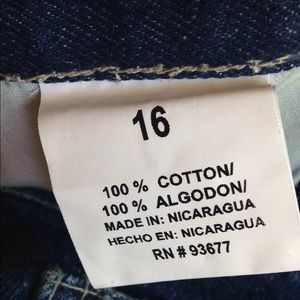 16
100 % COTTON/
100 % ALGODON/
MADE IN: NICARAGUA
HECHO EN: NICARAGUA
RN # 93677